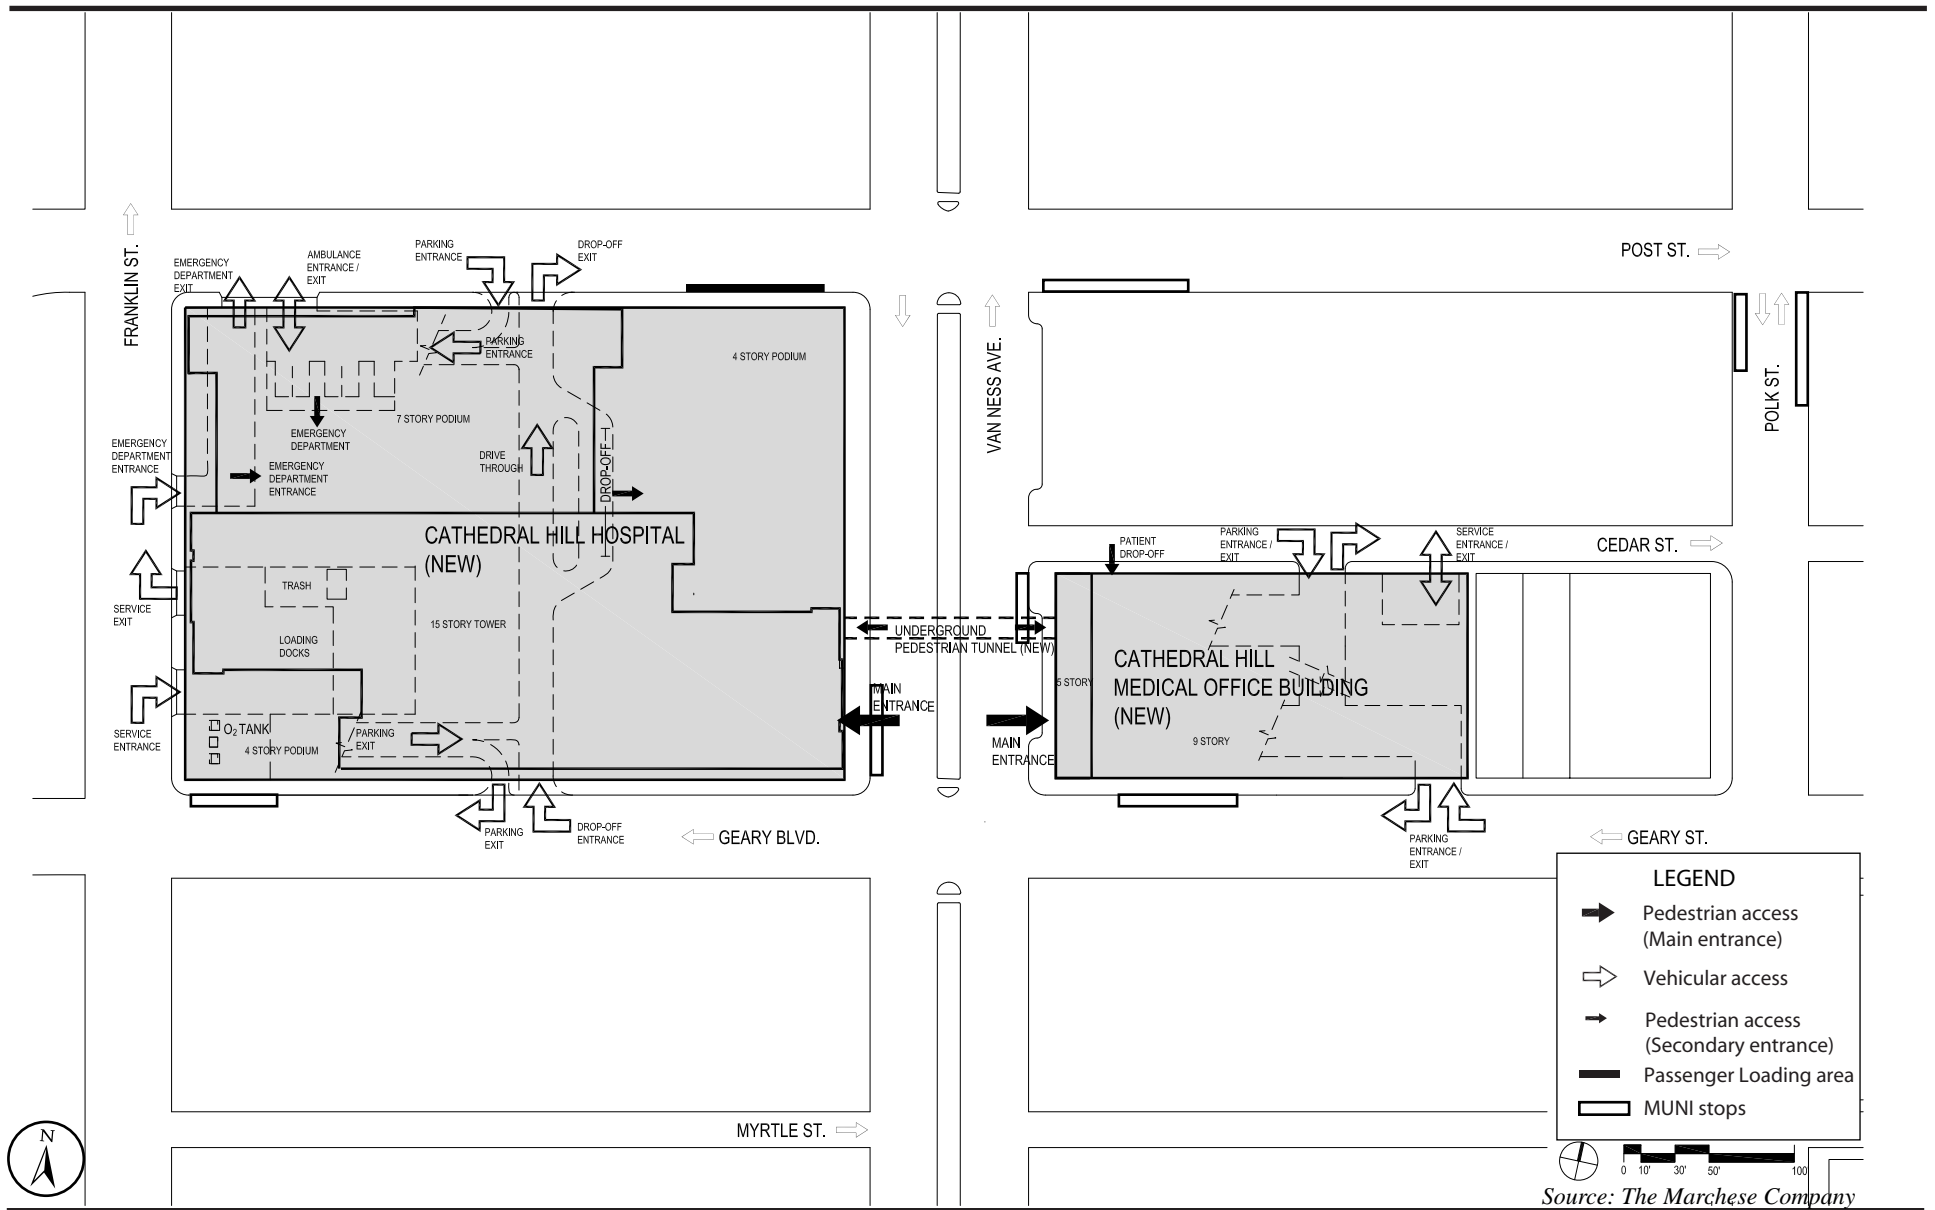 POST ST.
FRANKLIN ST.
EMERGENCY
DEPARTMENT
EXIT
AMBULANCE
ENTRANCE /
EXIT
PARKING
ENTRANCE
DROP-OFF
EXIT
PARKING
ENTRANCE
4 STORY PODIUM
7 STORY PODIUM
EMERGENCY
DEPARTMENT
EMERGENCY
DEPARTMENT
ENTRANCE
EMERGENCY
DEPARTMENT
ENTRANCE
DRIVE
THROUGH
DROP-OFF
VAN NESS AVE.
POLK ST.
CATHEDRAL HILL HOSPITAL
(NEW)
PATIENT
DROP-OFF
PARKING
ENTRANCE /
EXIT
SERVICE
ENTRANCE /
EXIT
CEDAR ST.
TRASH
SERVICE
EXIT
15 STORY TOWER
LOADING
DOCKS
UNDERGROUND
PEDESTRIAN TUNNEL (NEW)
CATHEDRAL HILL
MEDICAL OFFICE BUILDING
(NEW)
5 STORY
9 STORY
MAIN
ENTRANCE
MAIN
ENTRANCE
SERVICE
ENTRANCE
O2 TANK
4 STORY PODIUM
PARKING
EXIT
PARKING
EXIT
DROP-OFF
ENTRANCE
GEARY BLVD.
PARKING
ENTRANCE /
EXIT
GEARY ST.
LEGEND
Pedestrian access
(Main entrance)
Vehicular access
Pedestrian access
(Secondary entrance)
Passenger Loading area
MUNI stops
MYRTLE ST.
N
0 10' 30' 50' 100'
Source: The Marchese Company